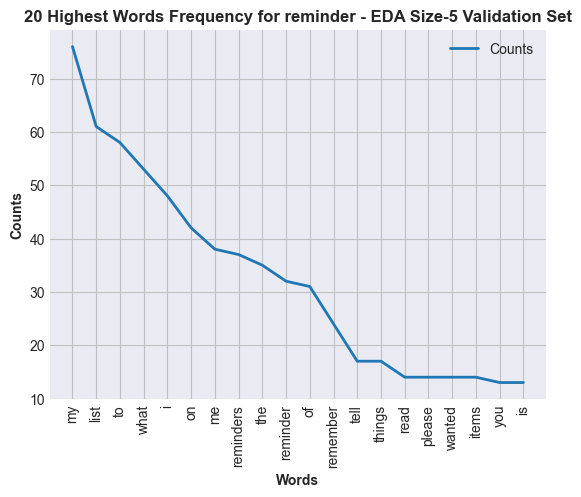 20 Highest Words Frequency for reminder - EDA Size-5 Validation Set
Counts
70
60
50
40
30
20
10
Counts
my
list
to
what
i
on
me
reminders
the
reminder
of
remember
tell
things
read
please
wanted
items
you
is
Words